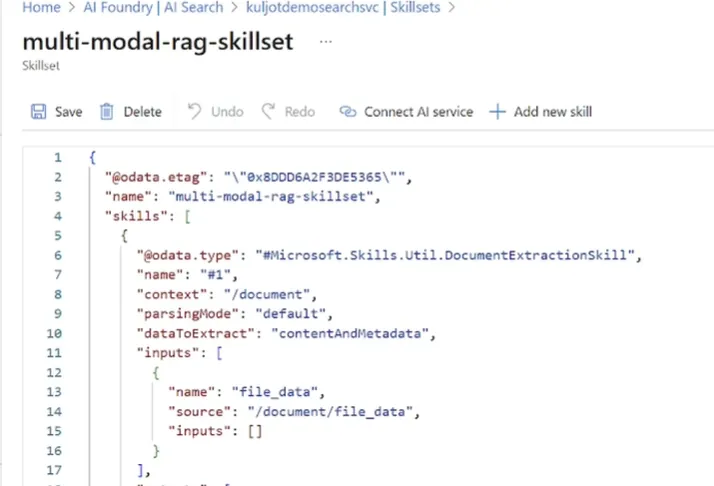 Home > AI Foundry | AI Search > kuljotdemosearchsvc | Skillsets >
multi-modal-rag-skillset ...
Skillset
Save Delete Undo Redo Connect AI service Add new skill
1 {
2 "@odata.etag": "\"0x8DDD6A2F3DE5365\"",
3 "name": "multi-modal-rag-skillset",
4 "skills": [
5 {
6 "@odata.type": "#Microsoft.Skills.Util.DocumentExtractionSkill",
7 "name": "#1",
8 "context": "/document",
9 "parsingMode": "default",
10 "dataToExtract": "contentAndMetadata",
11 "inputs": [
12 {
13 "name": "file_data",
14 "source": "/document/file_data",
15 "inputs": []
16 }
17 ],